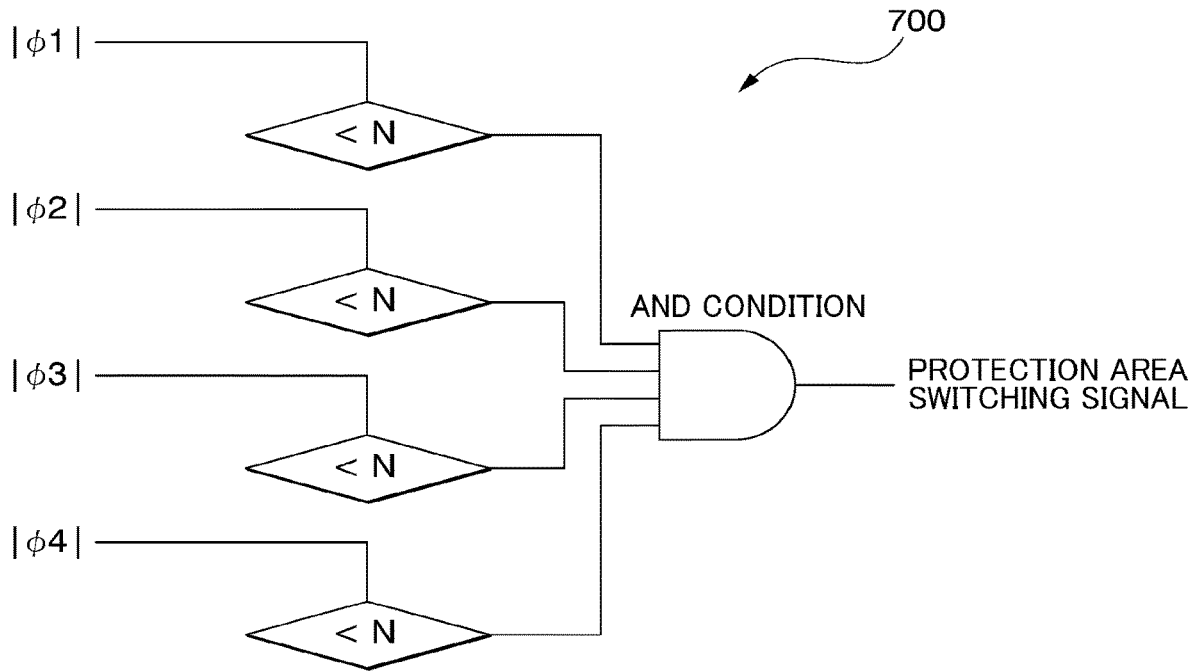 700
|φ1|
< N
|φ2|
< N
AND CONDITION
|φ3|
< N
PROTECTION AREA
SWITCHING SIGNAL
|φ4|
< N